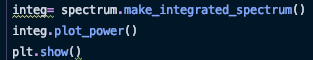 integ= spectrum.make_integrated_spectrum()
integ.plot_power()
plt.show()